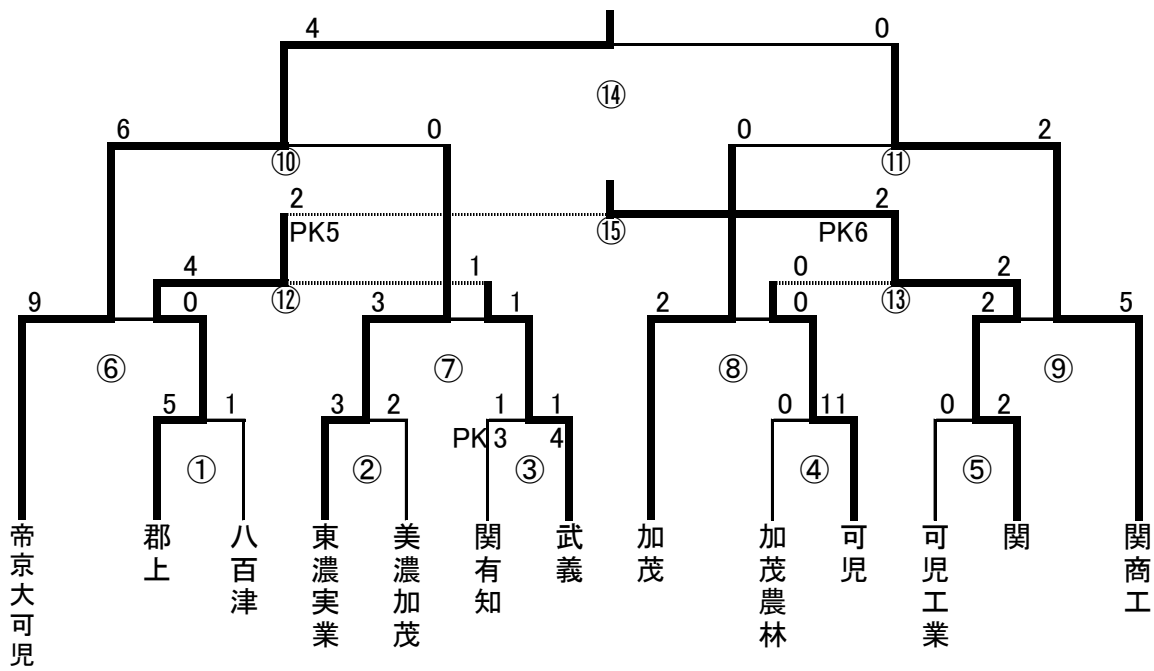 4 0
⑭
6 0 0 2
⑩ ⑪
2 2
PK5 ⑮ PK6
4 1 0 2
9 0 ⑫ 3 1 2 0 ⑬ 2 5
⑥ ⑦ ⑧ ⑨
5 1 3 2 1 1 0 11 0 2
PK 3 4
① ② ③ ④ ⑤
帝京大可児
郡上
八百津
東濃実業
美濃加茂
関有知
武義
加茂
加茂農林
可児
可児工業
関
関商工